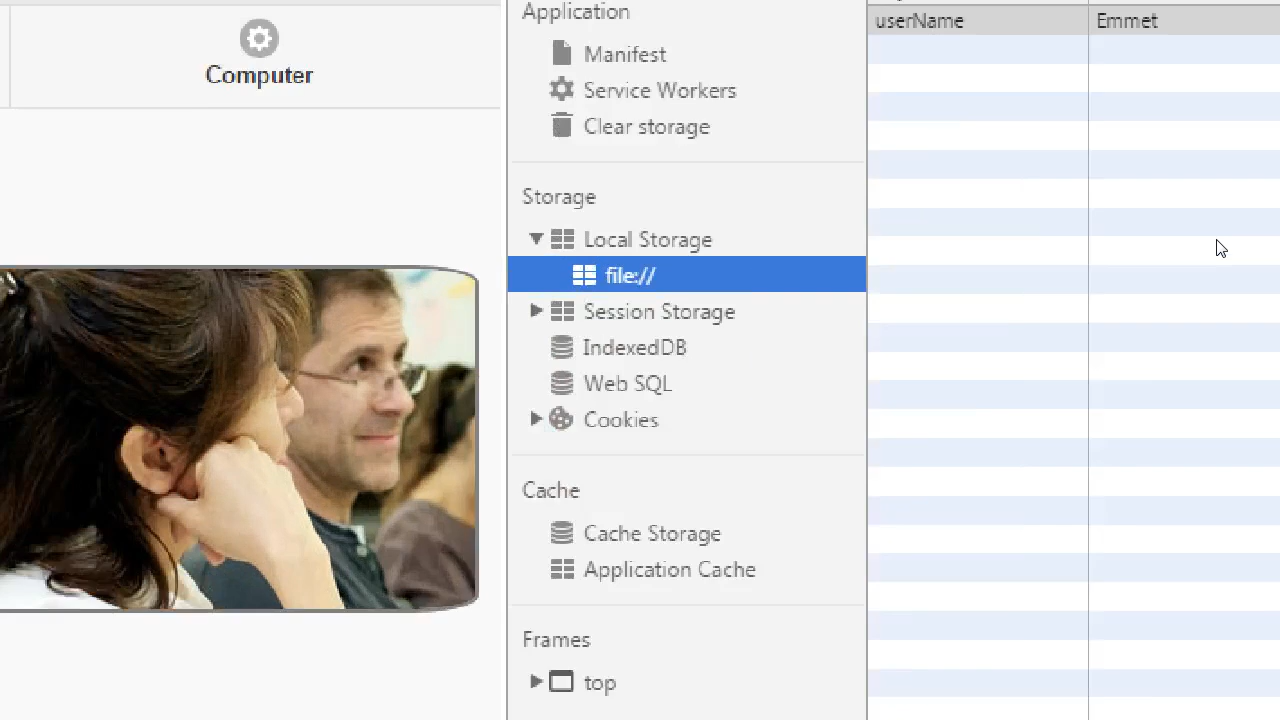 Computer
Application
Manifest
Service Workers
Clear storage
Storage
Local Storage
file://
Session Storage
IndexedDB
Web SQL
Cookies
Cache
Cache Storage
Application Cache
Frames
top
userName Emmet